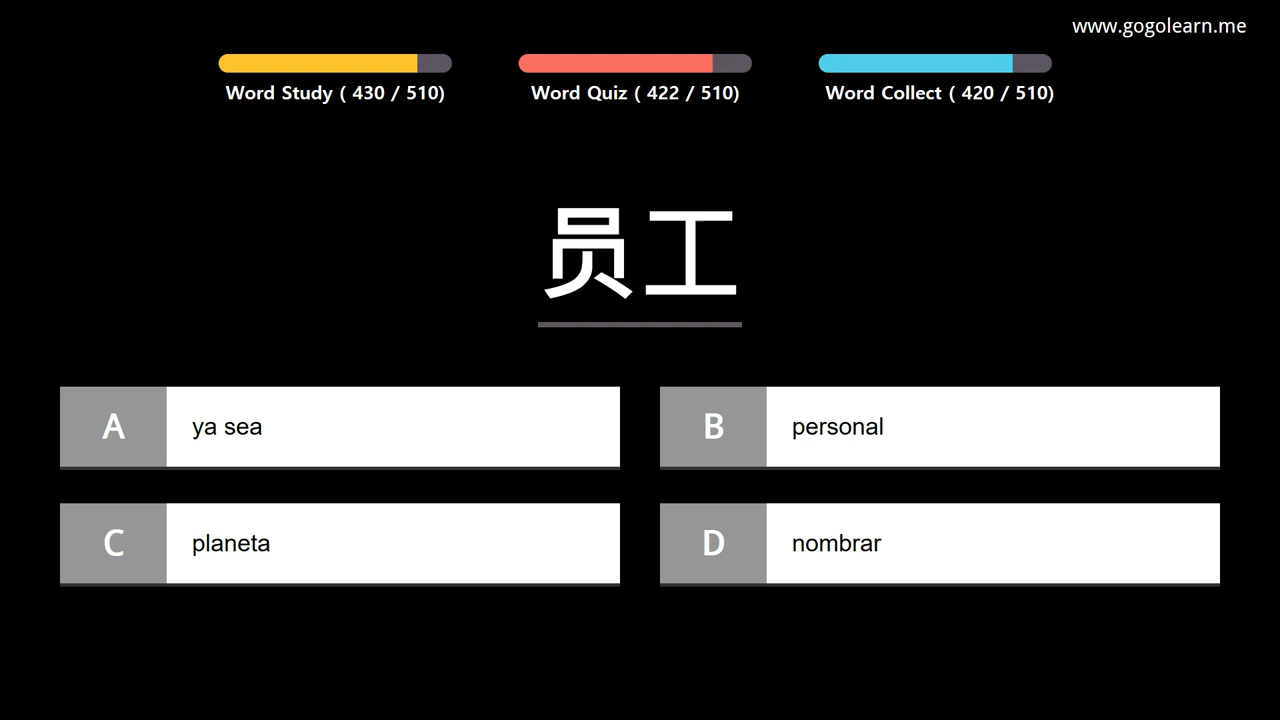 www.gogolearn.me
Word Study ( 430 / 510)
Word Quiz ( 422 / 510)
Word Collect ( 420 / 510)
员工
A ya sea
B personal
C planeta
D nombrar